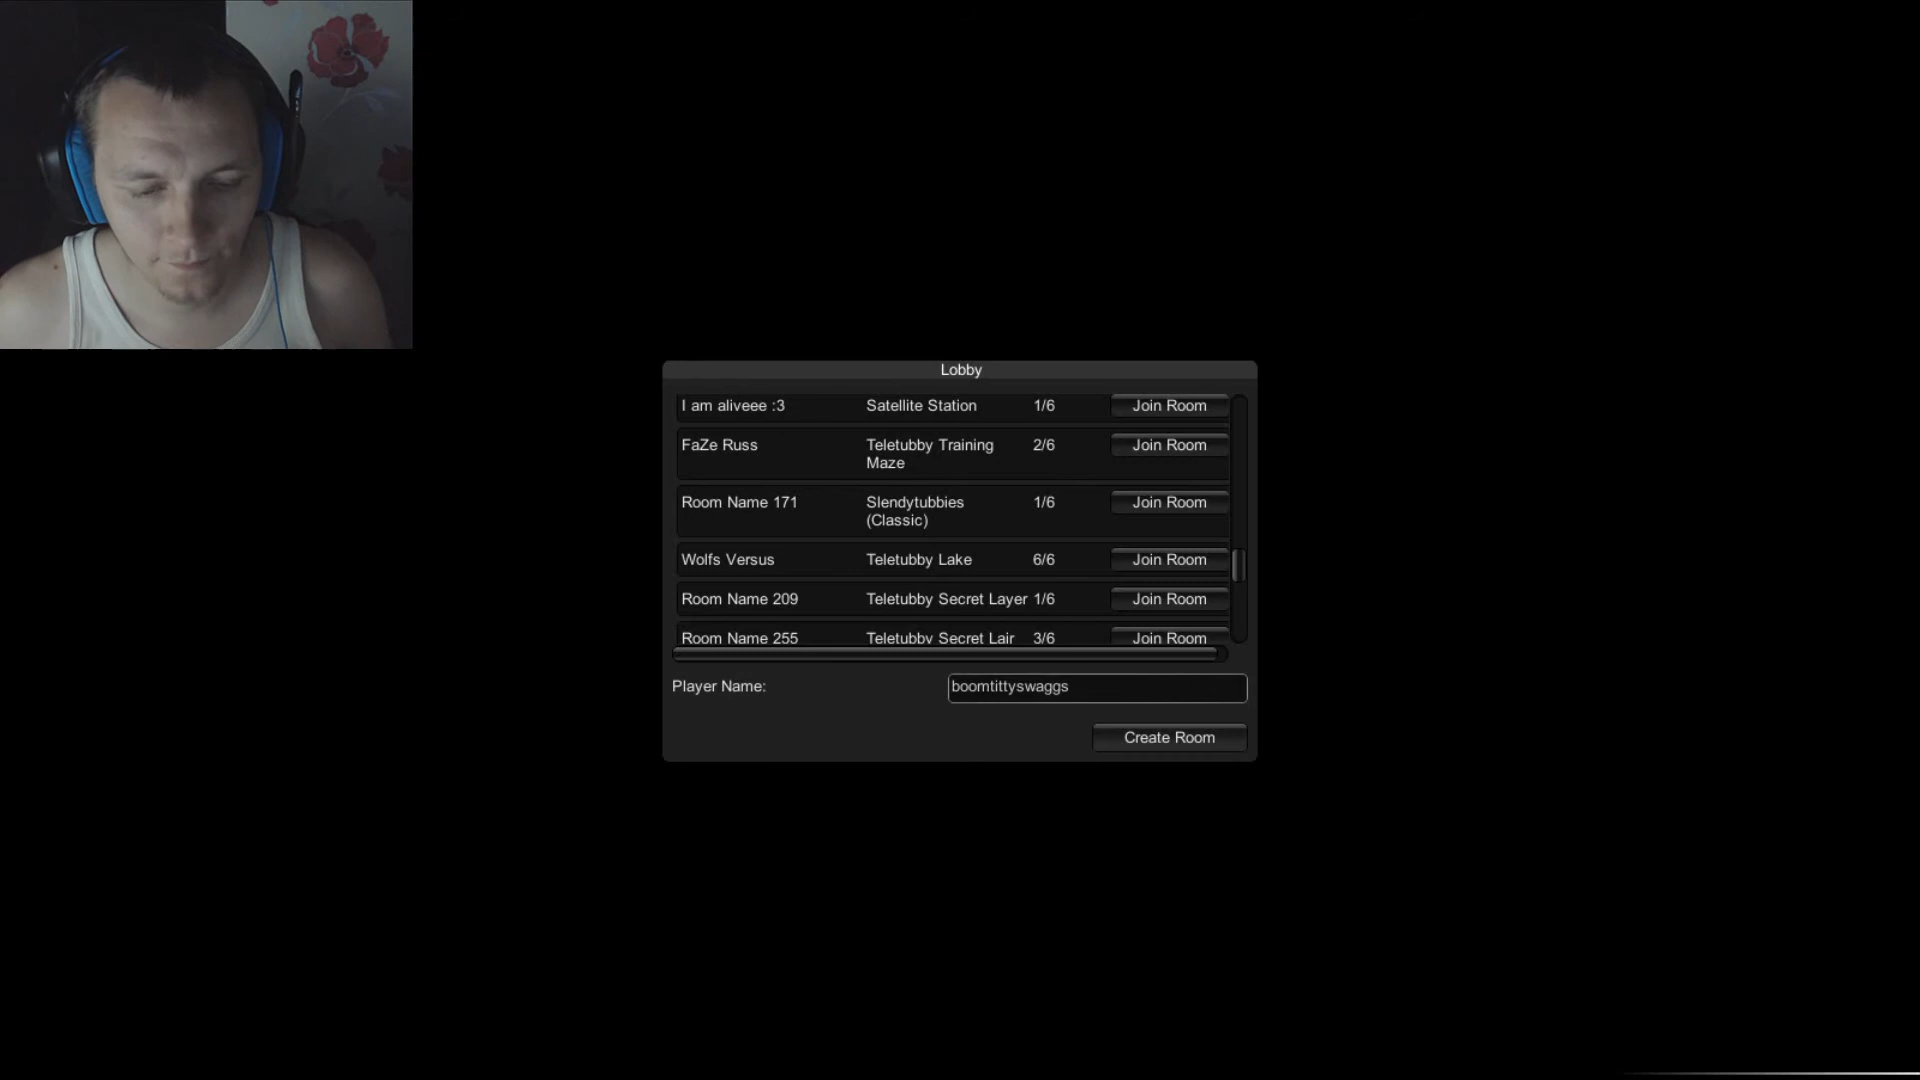 Lobby
I am aliveee :3 Satellite Station 1/6 Join Room
FaZe Russ Teletubby Training 2/6 Join Room
Maze
Room Name 171 Slendytubbies 1/6 Join Room
(Classic)
Wolfs Versus Teletubby Lake 6/6 Join Room
Room Name 209 Teletubby Secret Layer 1/6 Join Room
Room Name 255 Teletubby Secret Lair 3/6 Join Room
Player Name: boomtittyswaggs
Create Room